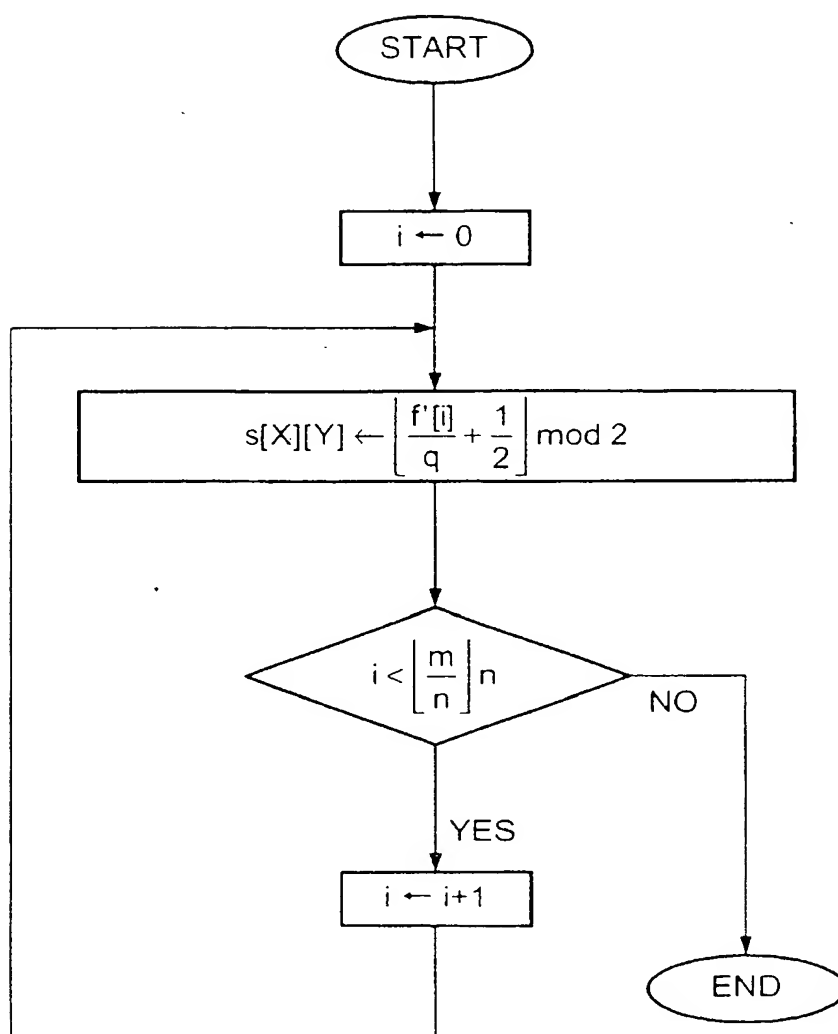 START
i ← 0
s[X][Y] ← ⌊f'[i]/q + 1/2⌋ mod 2
i < ⌊m/n⌋ n
NO
YES
i ← i+1
END